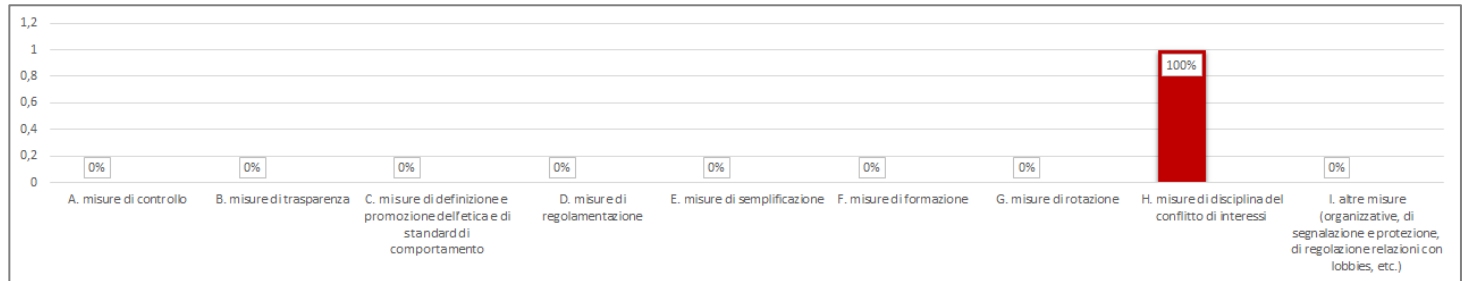 1,2
1
0,8
0,6
0,4
0,2
0
0%
0%
0%
0%
0%
0%
0%
100%
0%
A. misure di controllo
B. misure di trasparenza
C. misure di definizione e
promozione dell'etica e di
standard di
comportamento
D. misure di
regolamentazione
E. misure di semplificazione
F. misure di formazione
G. misure di rotazione
H. misure di disciplina del
conflitto di interessi
I. altre misure
(organizzative, di
segnalazione e protezione,
di regolazione relazioni con
lobbies, etc.)